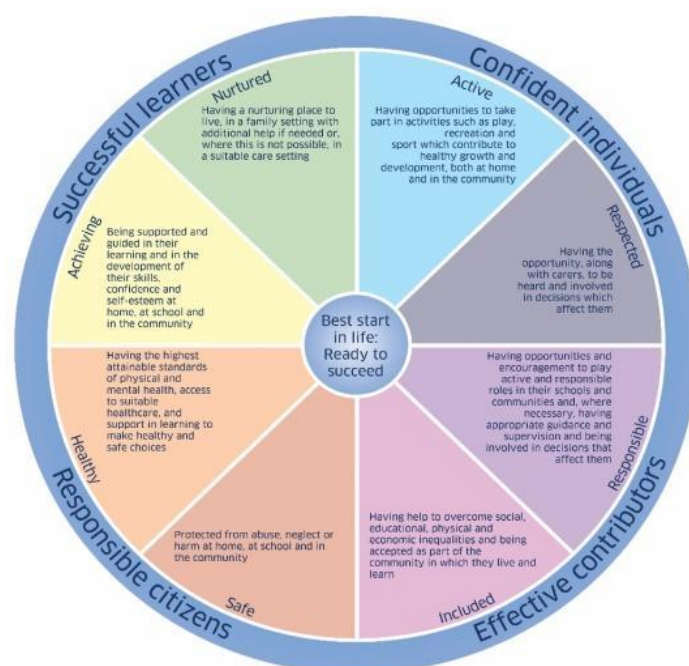 Successful learners
Confident individuals
Nurtured
Having a nurturing place to
live, in a family setting with
additional help if needed or,
where this is not possible, in
a suitable care setting
Active
Having opportunities to take
part in activities such as play,
recreation and
sport which contribute to
healthy growth and
development, both at home
and in the community
Achieving
Being supported and
guided in their
learning and in the
development of
their skills,
confidence and
self-esteem at
home, at school and
in the community
Respected
Having the
opportunity, along
with carers, to be
heard and involved
in decisions which
affect them
Best start
in life:
Ready to
succeed
Healthy
Having the highest
attainable standards
of physical and
mental health, access
to suitable
healthcare, and
support in learning to
make healthy and
safe choices
Responsible
Having opportunities and
encouragement to play
active and responsible
roles in their schools and
communities and, where
necessary, having
appropriate guidance and
supervision and being
involved in decisions that
affect them
Safe
Protected from abuse, neglect or
harm at home, at school and in
the community
Included
Having help to overcome social,
educational, physical and
economic inequalities and being
accepted as part of the
community in which they live and
learn
Responsible citizens
Effective contributors